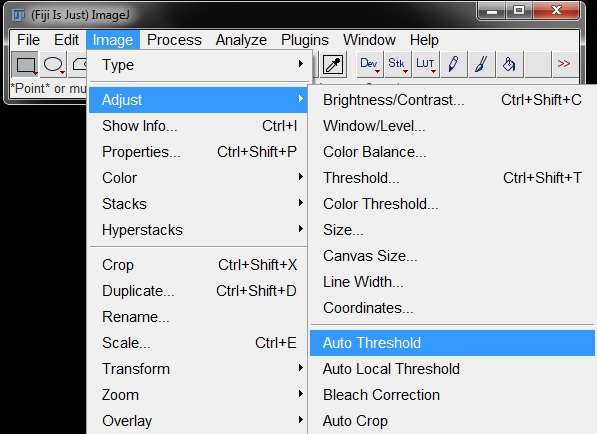 (Fiji Is Just) ImageJ
File Edit Image Process Analyze Plugins Window Help
Dev Stk LUT >>
*Point* or mu
Type
Adjust
Show Info... Ctrl+I
Properties... Ctrl+Shift+P
Color
Stacks
Hyperstacks
Crop Ctrl+Shift+X
Duplicate... Ctrl+Shift+D
Rename...
Scale... Ctrl+E
Transform
Zoom
Overlay
Brightness/Contrast... Ctrl+Shift+C
Window/Level...
Color Balance...
Threshold... Ctrl+Shift+T
Color Threshold...
Size...
Canvas Size...
Line Width...
Coordinates...
Auto Threshold
Auto Local Threshold
Bleach Correction
Auto Crop